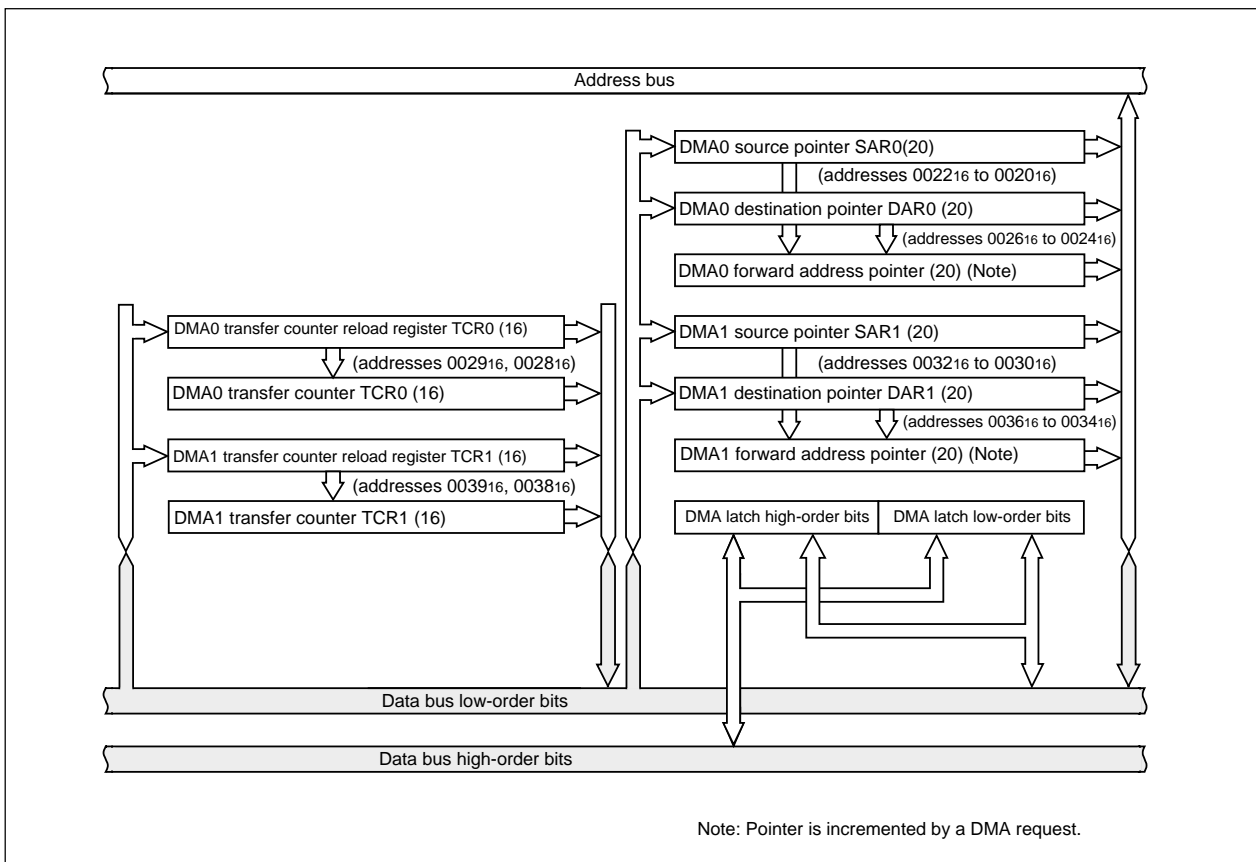 Address bus
DMA0 source pointer SAR0(20)
(addresses 0022₁₆ to 0020₁₆)
DMA0 destination pointer DAR0 (20)
(addresses 0026₁₆ to 0024₁₆)
DMA0 forward address pointer (20) (Note)
DMA0 transfer counter reload register TCR0 (16)
(addresses 0029₁₆, 0028₁₆)
DMA0 transfer counter TCR0 (16)
DMA1 transfer counter reload register TCR1 (16)
(addresses 0039₁₆, 0038₁₆)
DMA1 transfer counter TCR1 (16)
DMA1 source pointer SAR1 (20)
(addresses 0032₁₆ to 0030₁₆)
DMA1 destination pointer DAR1 (20)
(addresses 0036₁₆ to 0034₁₆)
DMA1 forward address pointer (20) (Note)
DMA latch high-order bits
DMA latch low-order bits
Data bus low-order bits
Data bus high-order bits
Note: Pointer is incremented by a DMA request.